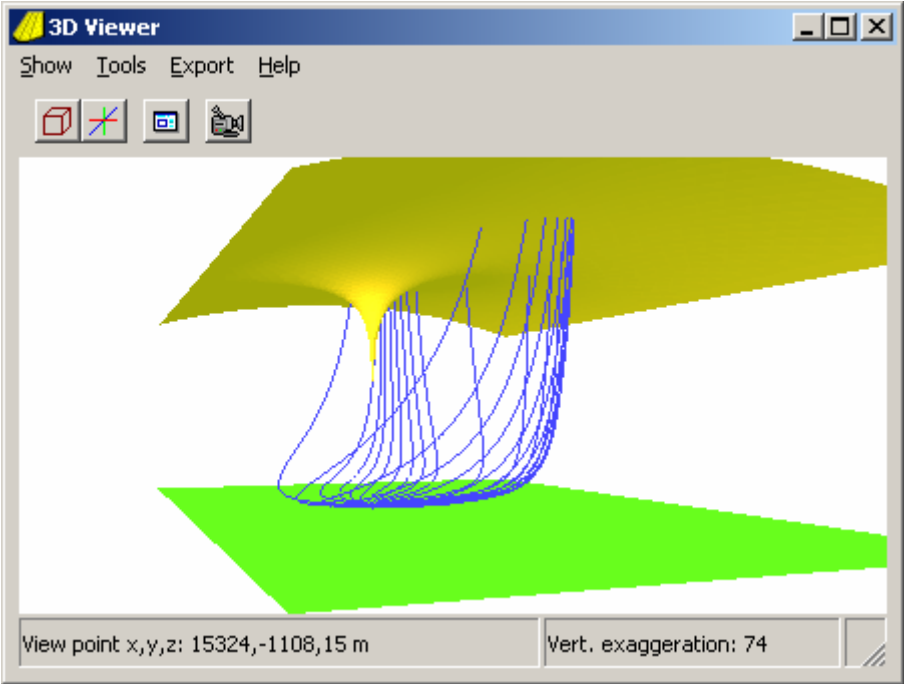 3D Viewer
Show Tools Export Help
View point x,y,z: 15324,-1108,15 m Vert. exaggeration: 74